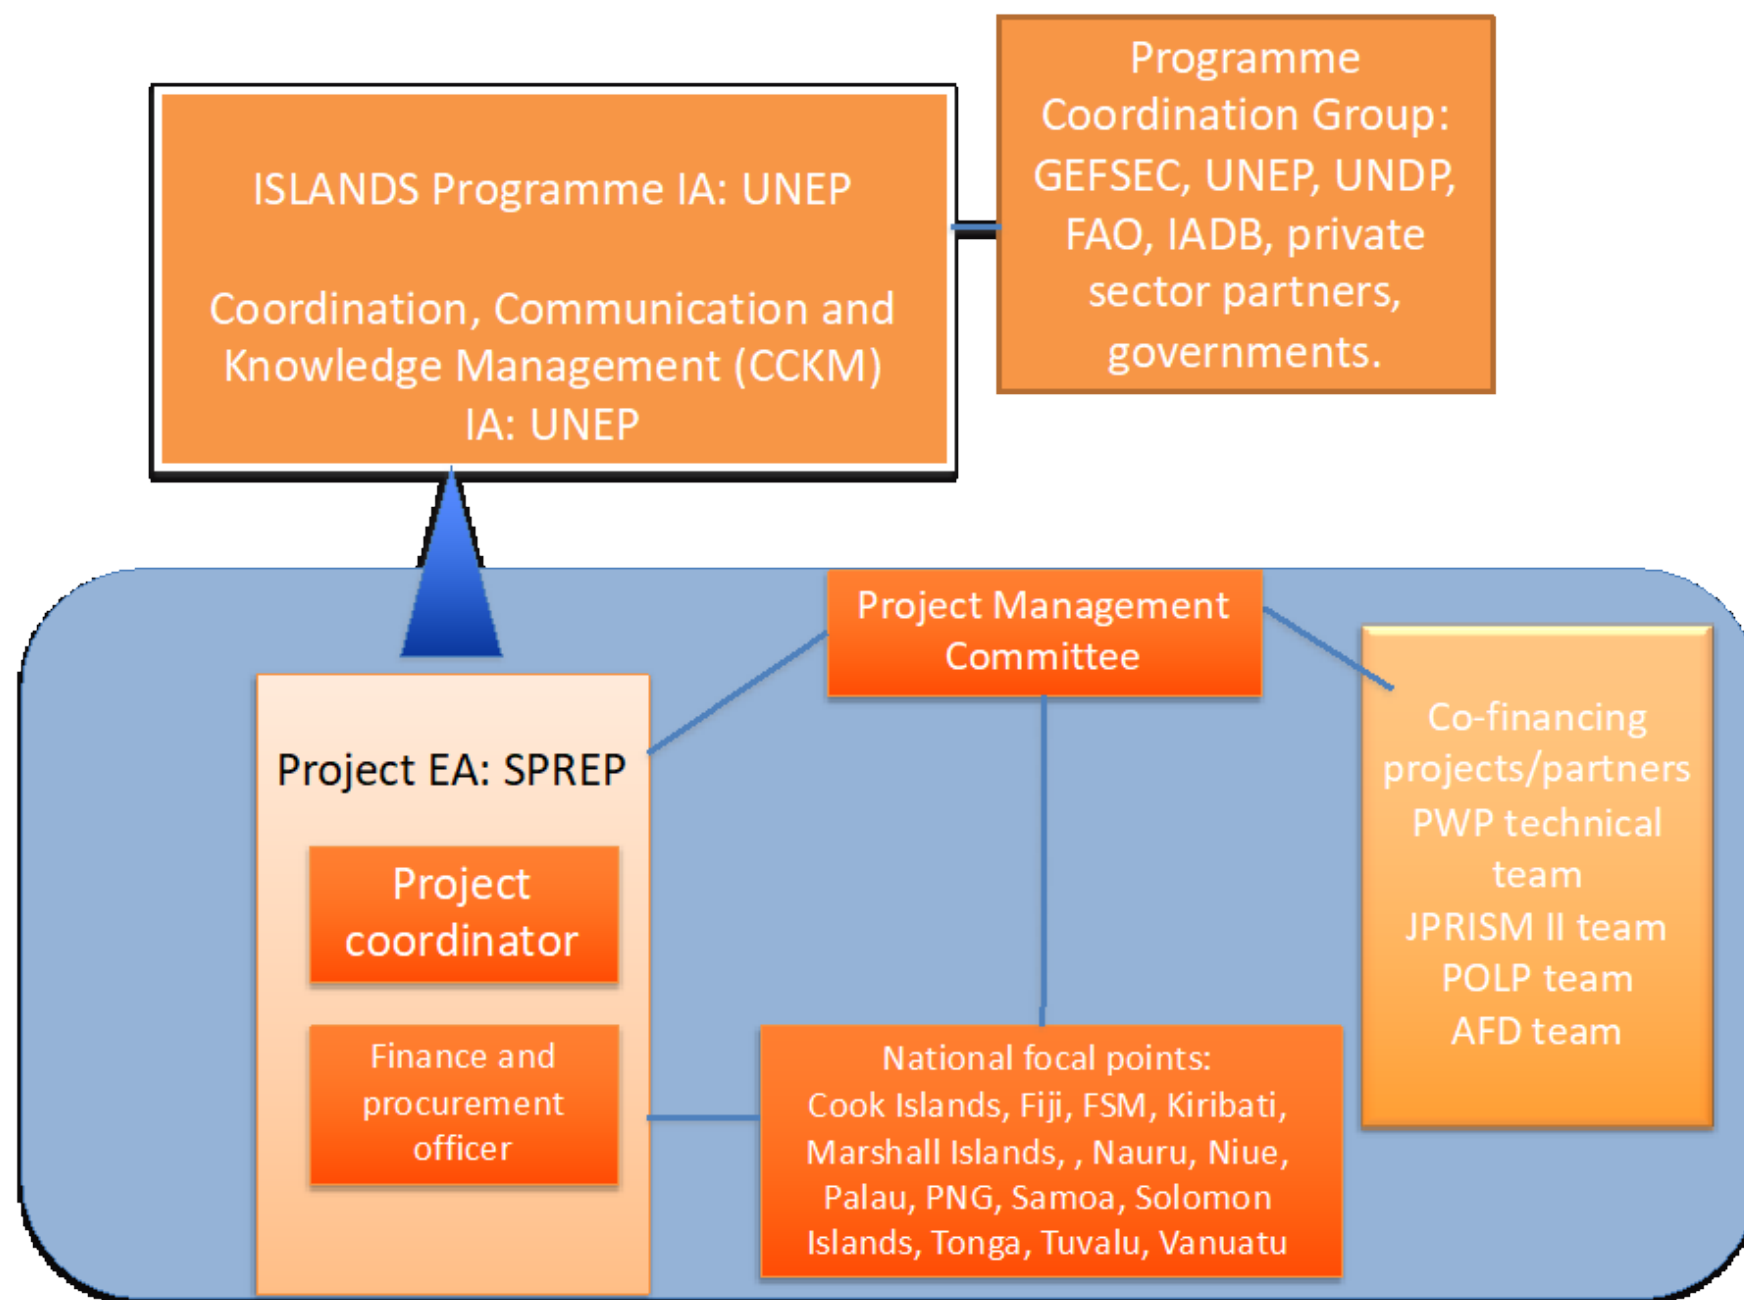 Programme
Coordination Group:
GEFSEC, UNEP, UNDP,
FAO, IADB, private
sector partners,
governments.
ISLANDS Programme IA: UNEP
Coordination, Communication and
Knowledge Management (CCKM)
IA: UNEP
Project Management
Committee
Project EA: SPREP
Project
coordinator
Finance and
procurement
officer
National focal points:
Cook Islands, Fiji, FSM, Kiribati,
Marshall Islands, , Nauru, Niue,
Palau, PNG, Samoa, Solomon
Islands, Tonga, Tuvalu, Vanuatu
Co-financing
projects/partners
PWP technical
team
JPRISM II team
POLP team
AFD team